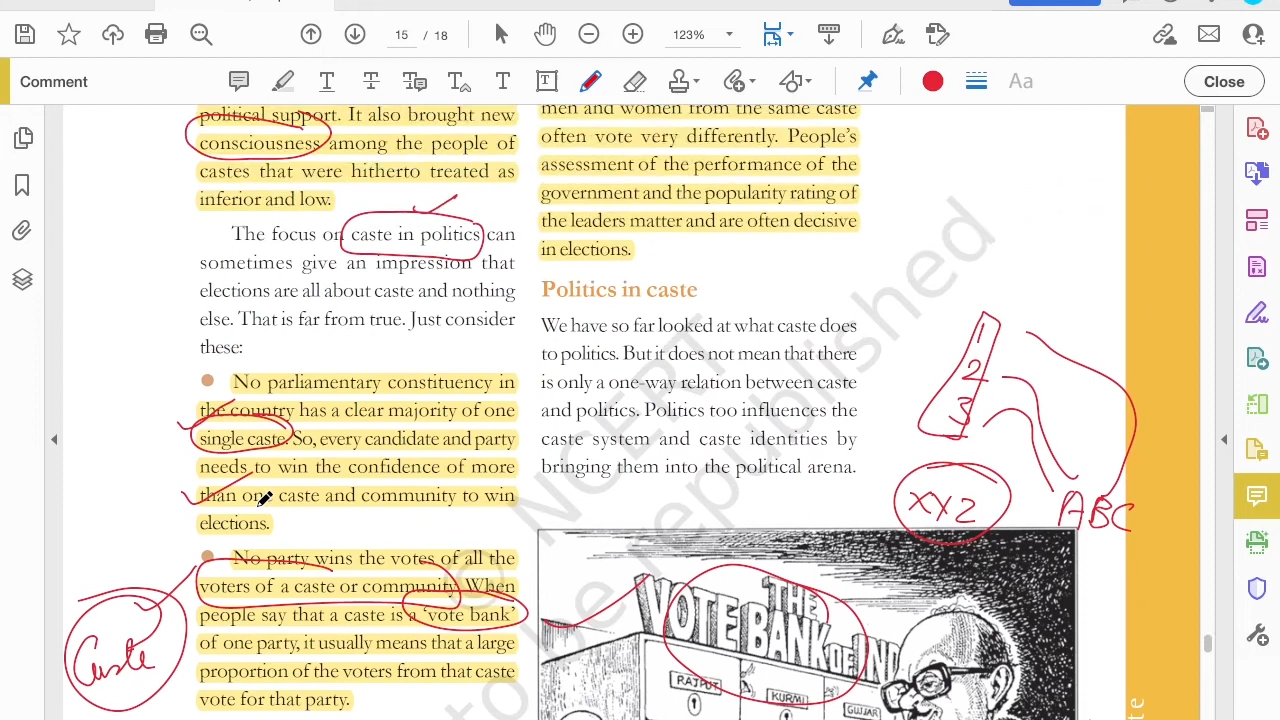 15 / 18
123%
Comment
Aa
Close
political support. It also brought new
consciousness among the people of
castes that were hitherto treated as
inferior and low.
The focus on caste in politics can
sometimes give an impression that
elections are all about caste and nothing
else. That is far from true. Just consider
these:
No parliamentary constituency in
the country has a clear majority of one
single caste. So, every candidate and party
needs to win the confidence of more
than one caste and community to win
elections.
No party wins the votes of all the
voters of a caste or community. When
people say that a caste is a ‘vote bank’
of one party, it usually means that a large
proportion of the voters from that caste
vote for that party.
Caste
men and women from the same caste
often vote very differently. People’s
assessment of the performance of the
government and the popularity rating of
the leaders matter and are often decisive
in elections.
Politics in caste
We have so far looked at what caste does
to politics. But it does not mean that there
is only a one-way relation between caste
and politics. Politics too influences the
caste system and caste identities by
bringing them into the political arena.
1
2
3
ABC
THE
VOTE BANK OF IND
RAJPUT
KURMI
GUJJAR
© NCERT
be republished